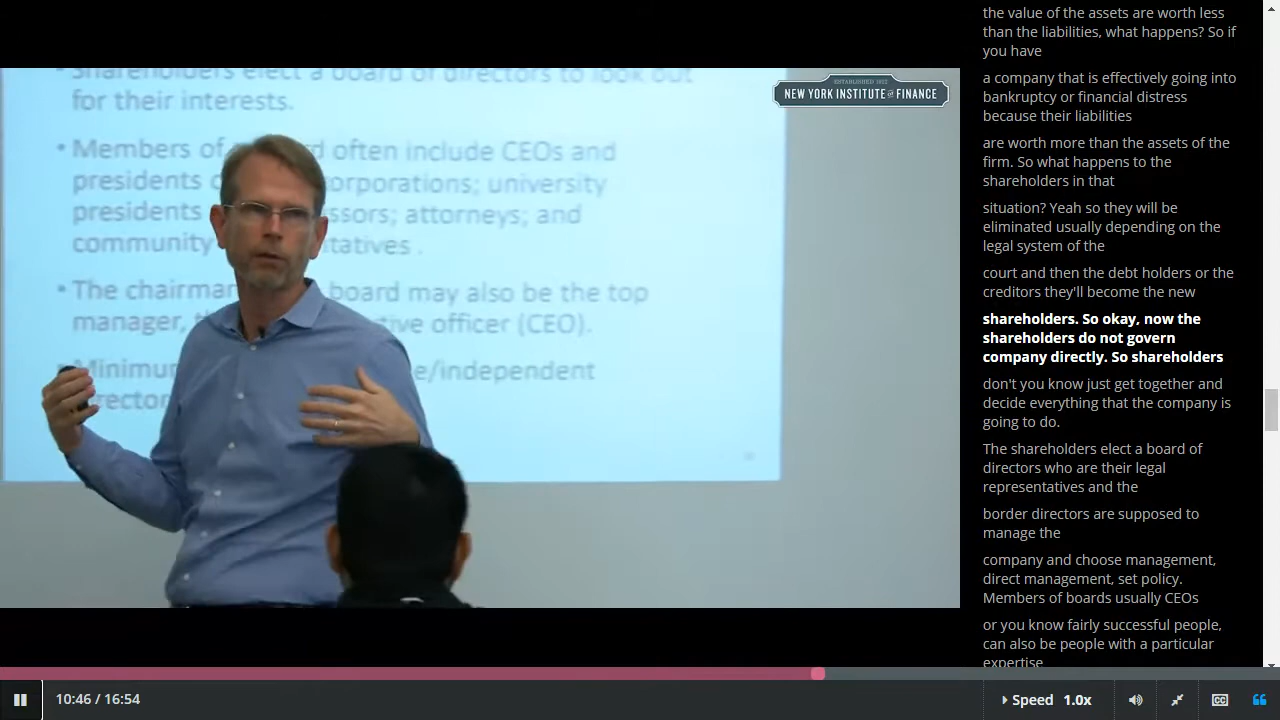 Shareholders elect a board of directors to look out
for their interests.
• Members of rd often include CEOs and
presidents orporations; university
presidents ssors; attorneys; and
community tatives .
• The chairman board may also be the top
manager, tive officer (CEO).
e/independent
ESTABLISHED 1922
NEW YORK INSTITUTE OF FINANCE
the value of the assets are worth less
than the liabilities, what happens? So if
you have
a company that is effectively going into
bankruptcy or financial distress
because their liabilities
are worth more than the assets of the
firm. So what happens to the
shareholders in that
situation? Yeah so they will be
eliminated usually depending on the
legal system of the
court and then the debt holders or the
creditors they'll become the new
shareholders. So okay, now the
shareholders do not govern
company directly. So shareholders
don't you know just get together and
decide everything that the company is
going to do.
The shareholders elect a board of
directors who are their legal
representatives and the
border directors are supposed to
manage the
company and choose management,
direct management, set policy.
Members of boards usually CEOs
or you know fairly successful people,
can also be people with a particular
expertise
10:46 / 16:54
Speed 1.0x
CC